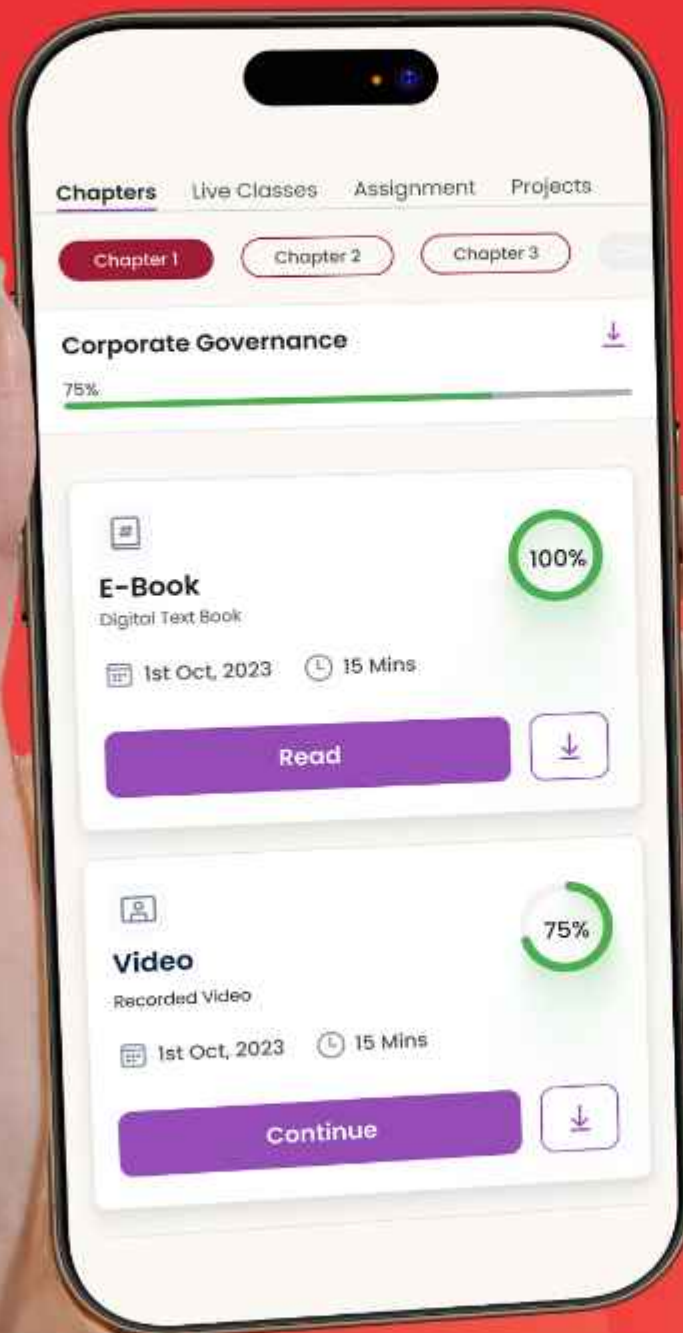 Chapters Live Classes Assignment Projects
Chapter 1 Chapter 2 Chapter 3
Corporate Governance
75%
E-Book
100%
Digital Text Book
1st Oct, 2023 15 Mins
Read
Video
75%
Recorded Video
1st Oct, 2023 15 Mins
Continue